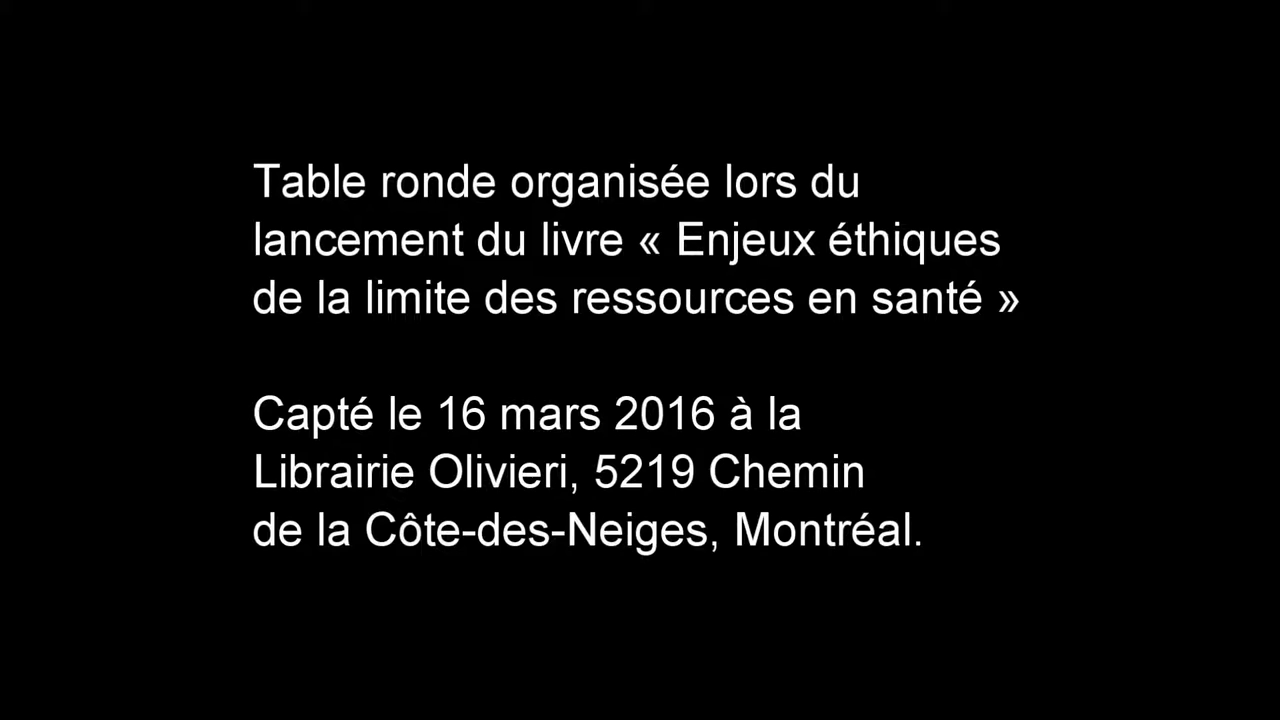 Table ronde organisée lors du
lancement du livre « Enjeux éthiques
de la limite des ressources en santé »
Capté le 16 mars 2016 à la
Librairie Olivieri, 5219 Chemin
de la Côte-des-Neiges, Montréal.